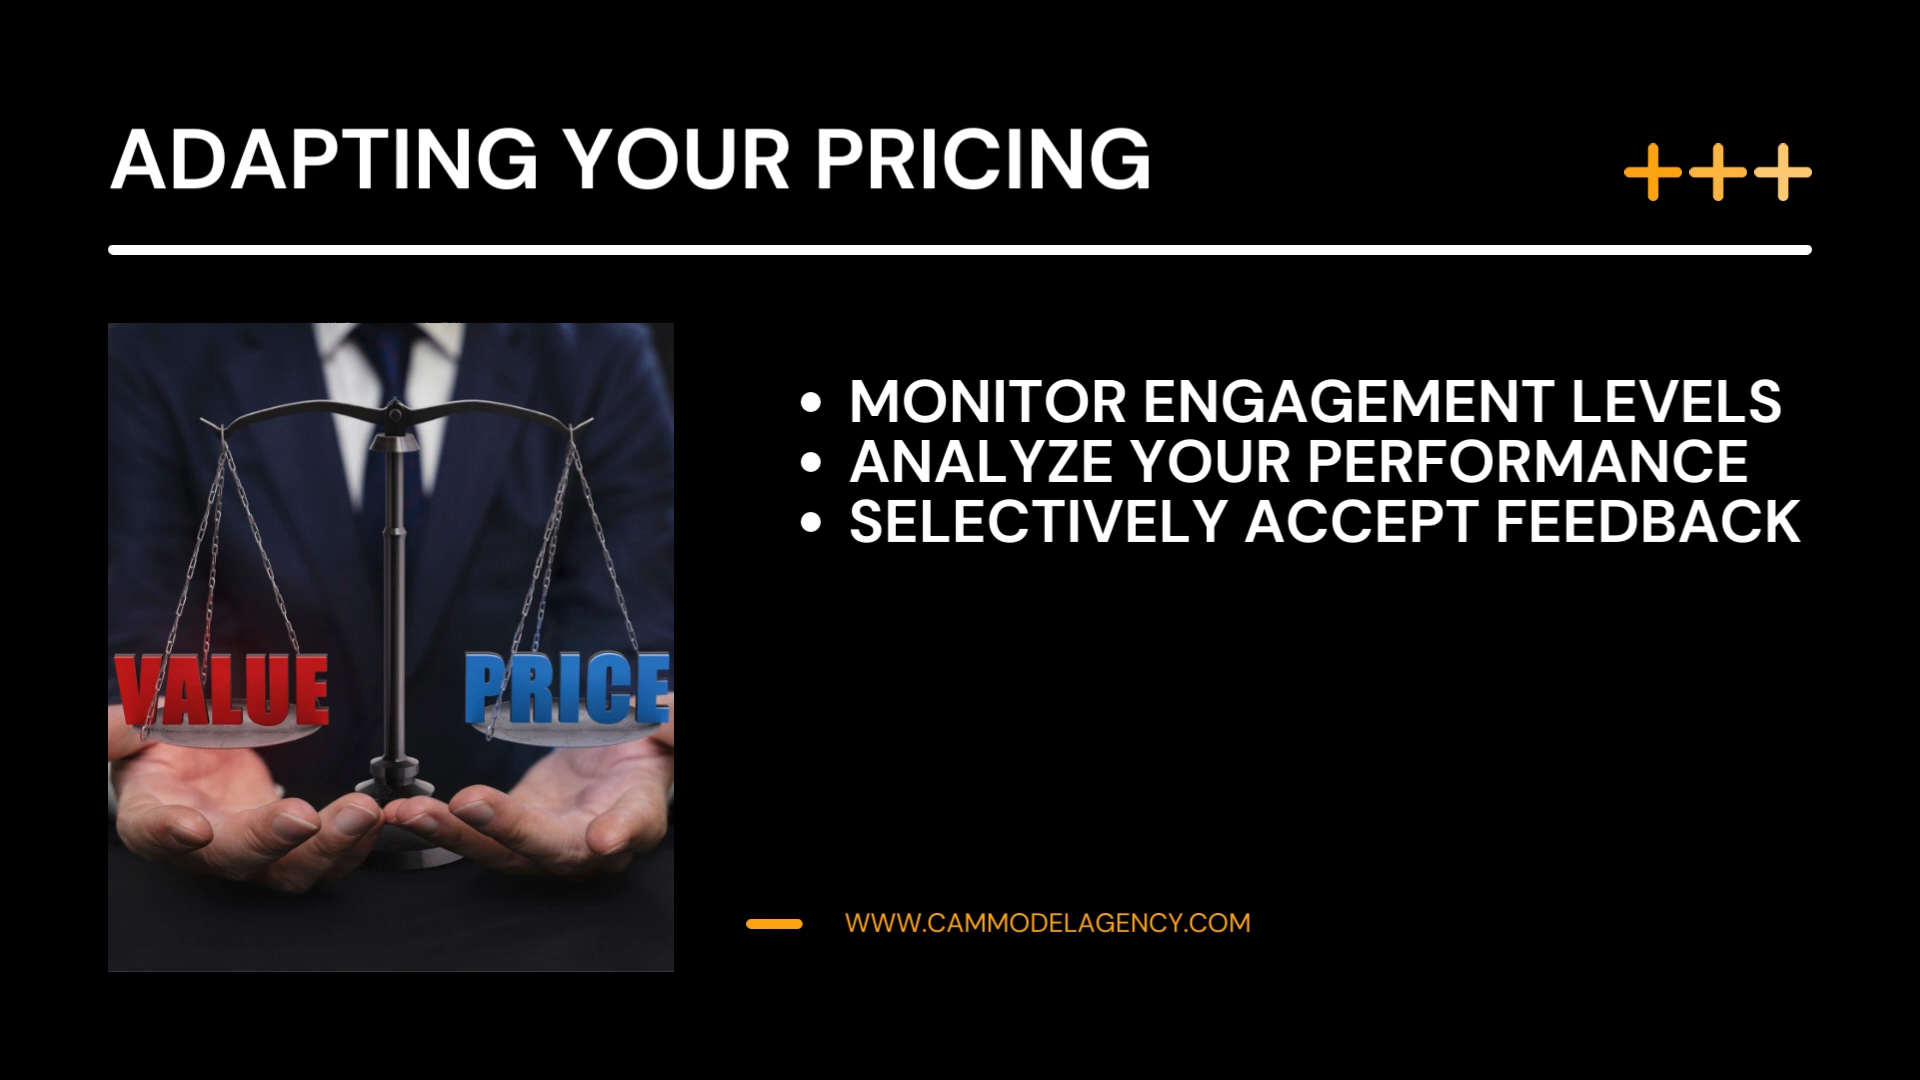 ADAPTING YOUR PRICING
VALUE
PRICE
MONITOR ENGAGEMENT LEVELS
ANALYZE YOUR PERFORMANCE
SELECTIVELY ACCEPT FEEDBACK
WWW.CAMMODELAGENCY.COM